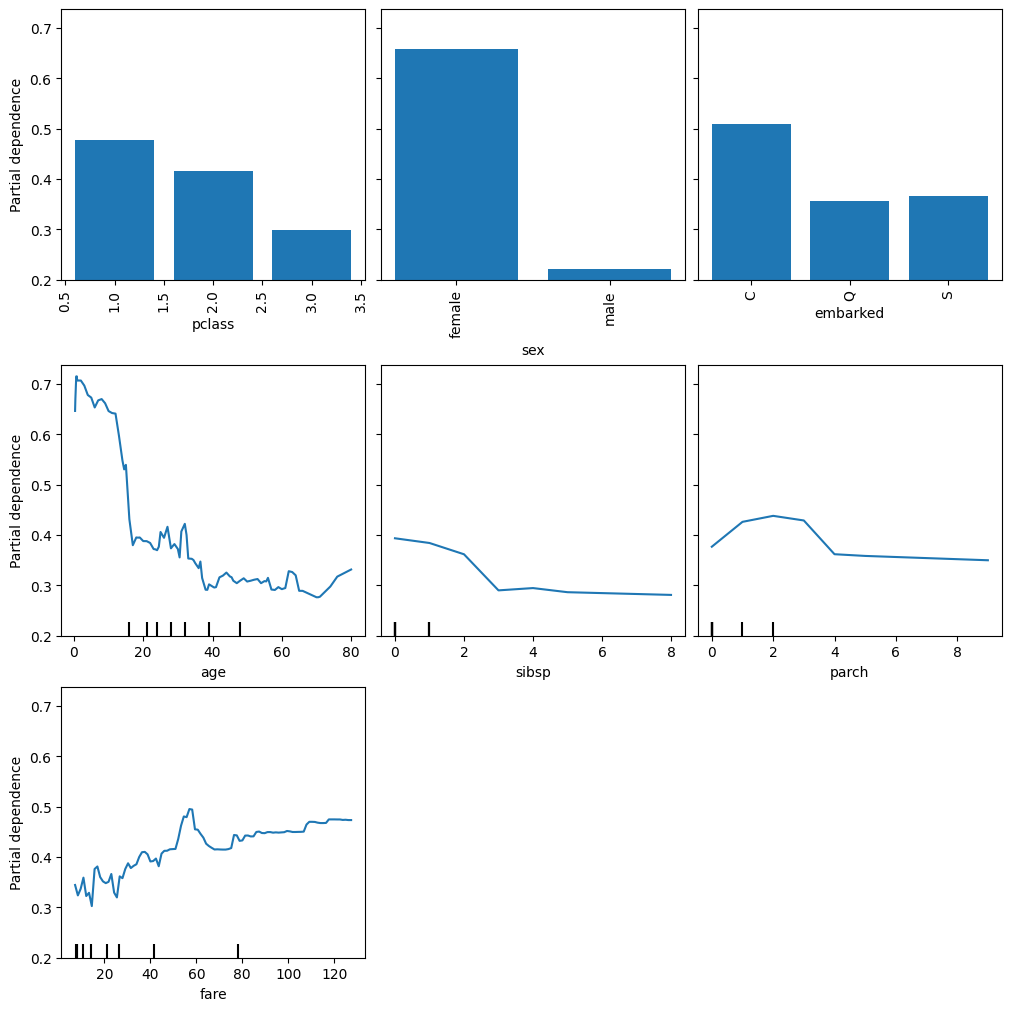 Partial dependence
0.7
0.6
0.5
0.4
0.3
0.2
0.5
1.0
1.5
2.0
2.5
3.0
3.5
pclass
female
male
sex
C
Q
S
embarked
Partial dependence
0.7
0.6
0.5
0.4
0.3
0.2
0 20 40 60 80
age
0 2 4 6 8
sibsp
0 2 4 6 8
parch
Partial dependence
0.7
0.6
0.5
0.4
0.3
0.2
20 40 60 80 100 120
fare